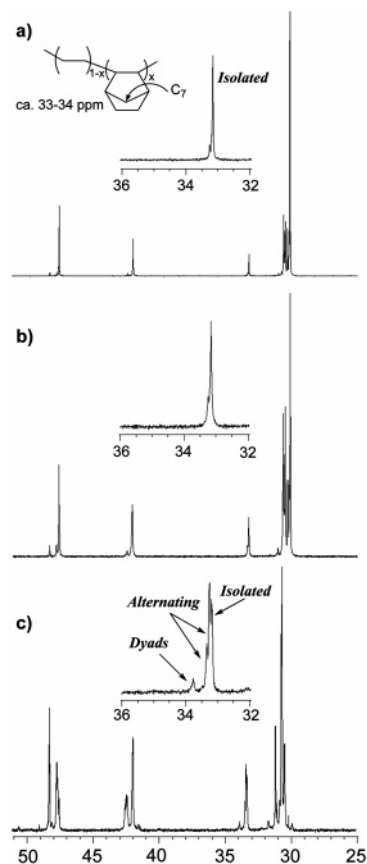 a)
1-x
x
C7
ca. 33-34 ppm
Isolated
36 34 32
b)
36 34 32
c)
Isolated
Alternating
Dyads
36 34 32
50 45 40 35 30 25